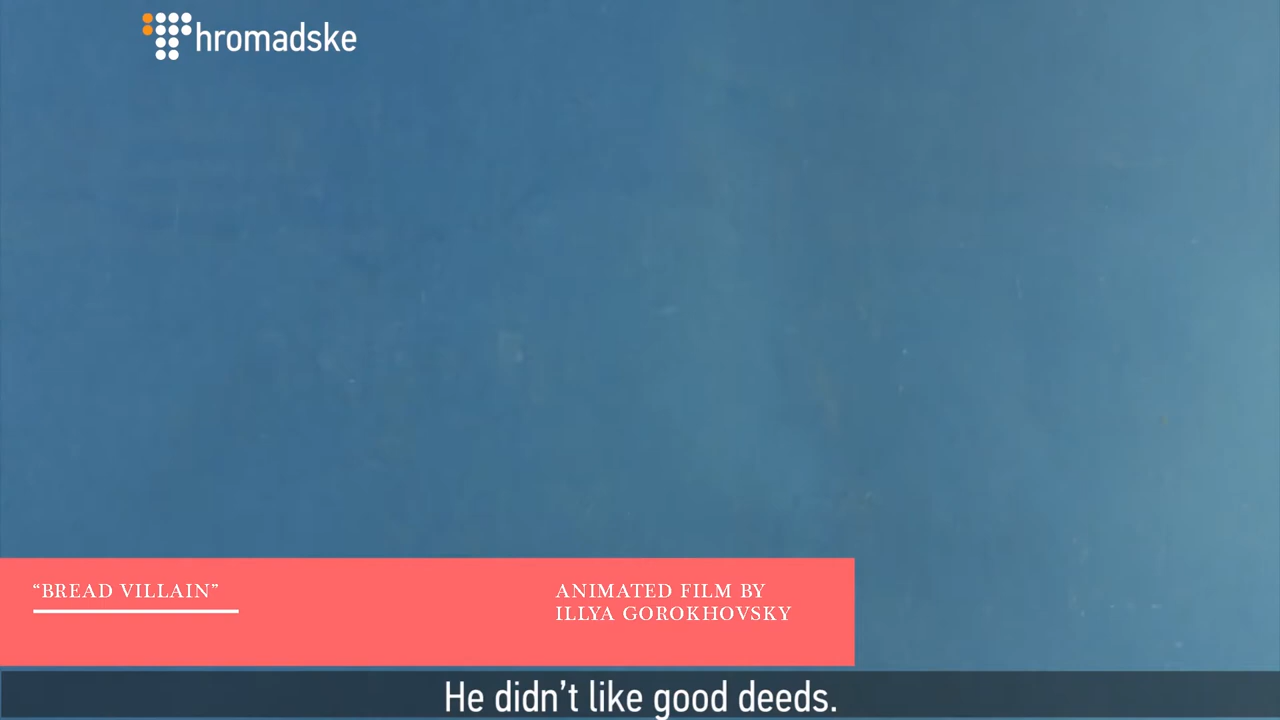 hromadske
“BREAD VILLAIN”
ANIMATED FILM BY
ILLYA GOROKHOVSKY
He didn’t like good deeds.